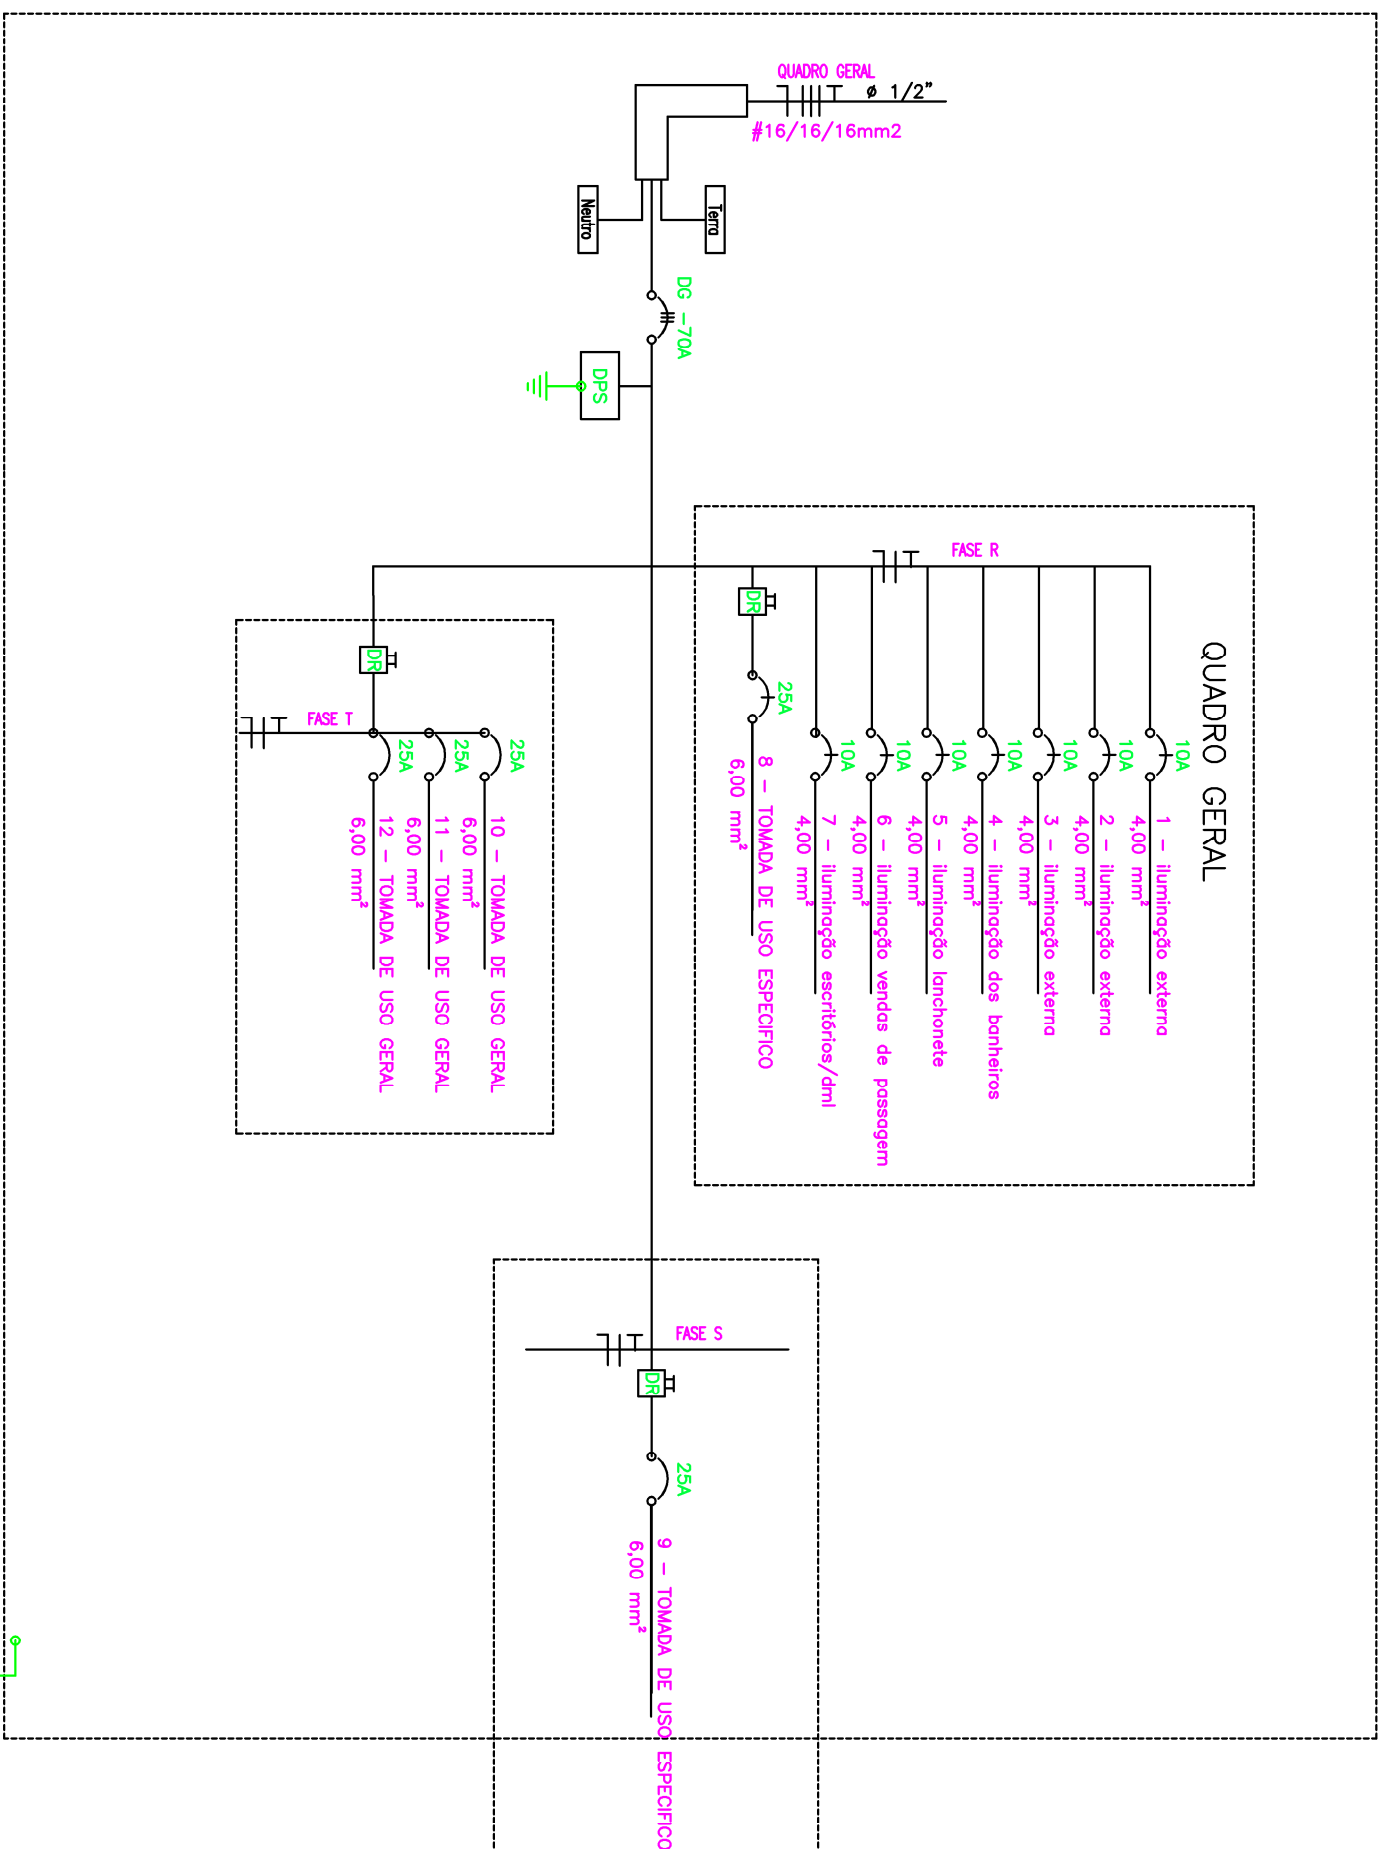 QUADRO GERAL
ø 1/2"
#16/16/16mm2
Neutro
Terra
DG -70A
DPS
FASE R
QUADRO GERAL
DR
25A
8 - TOMADA DE USO ESPECIFICO
6,00 mm²
10A
7 - iluminação escritórios/dml
4,00 mm²
10A
6 - iluminação vendas de passagem
4,00 mm²
10A
5 - iluminação lanchonete
4,00 mm²
10A
4 - iluminação dos banheiros
4,00 mm²
10A
3 - iluminação externa
4,00 mm²
10A
2 - iluminação externa
4,00 mm²
10A
1 - iluminação externa
4,00 mm²
DR
FASE T
25A
10 - TOMADA DE USO GERAL
6,00 mm²
25A
11 - TOMADA DE USO GERAL
6,00 mm²
25A
12 - TOMADA DE USO GERAL
6,00 mm²
FASE S
DR
25A
9 - TOMADA DE USO ESPECIFICO
6,00 mm²